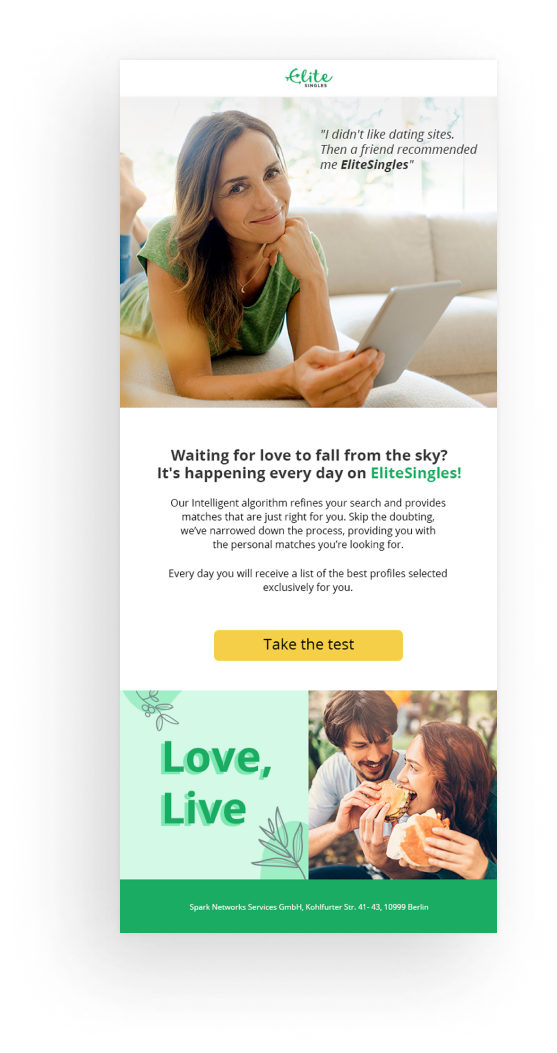 Elite
SINGLES
"I didn't like dating sites.
Then a friend recommended
me EliteSingles"
Waiting for love to fall from the sky?
It's happening every day on EliteSingles!
Our Intelligent algorithm refines your search and provides
matches that are just right for you. Skip the doubting,
we've narrowed down the process, providing you with
the personal matches you're looking for.
Every day you will receive a list of the best profiles selected
exclusively for you.
Take the test
Love,
Live
Spark Networks Services GmbH, Kohlfurter Str. 41- 43, 10999 Berlin